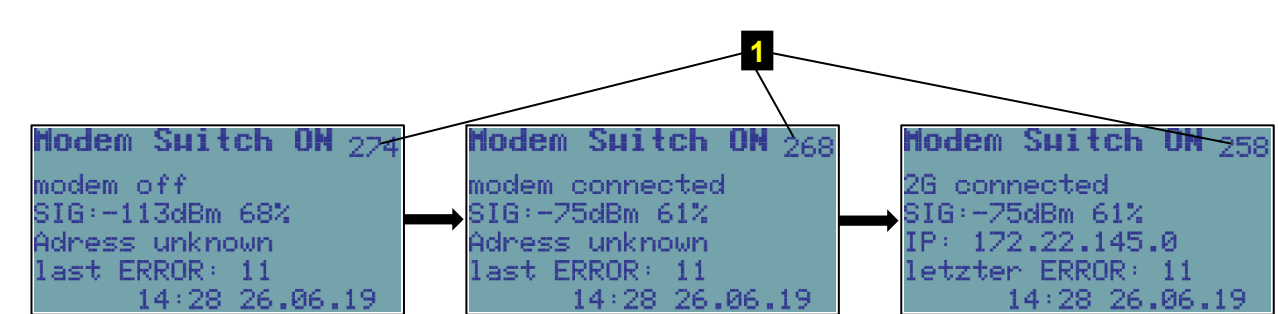 1
Modem Switch ON 274
modem off
SIG:-113dBm 68%
Adress unknown
last ERROR: 11
14:28 26.06.19
Modem Switch ON 268
modem connected
SIG:-75dBm 61%
Adress unknown
last ERROR: 11
14:28 26.06.19
Modem Switch ON 258
2G connected
SIG:-75dBm 61%
IP: 172.22.145.0
letzter ERROR: 11
14:28 26.06.19